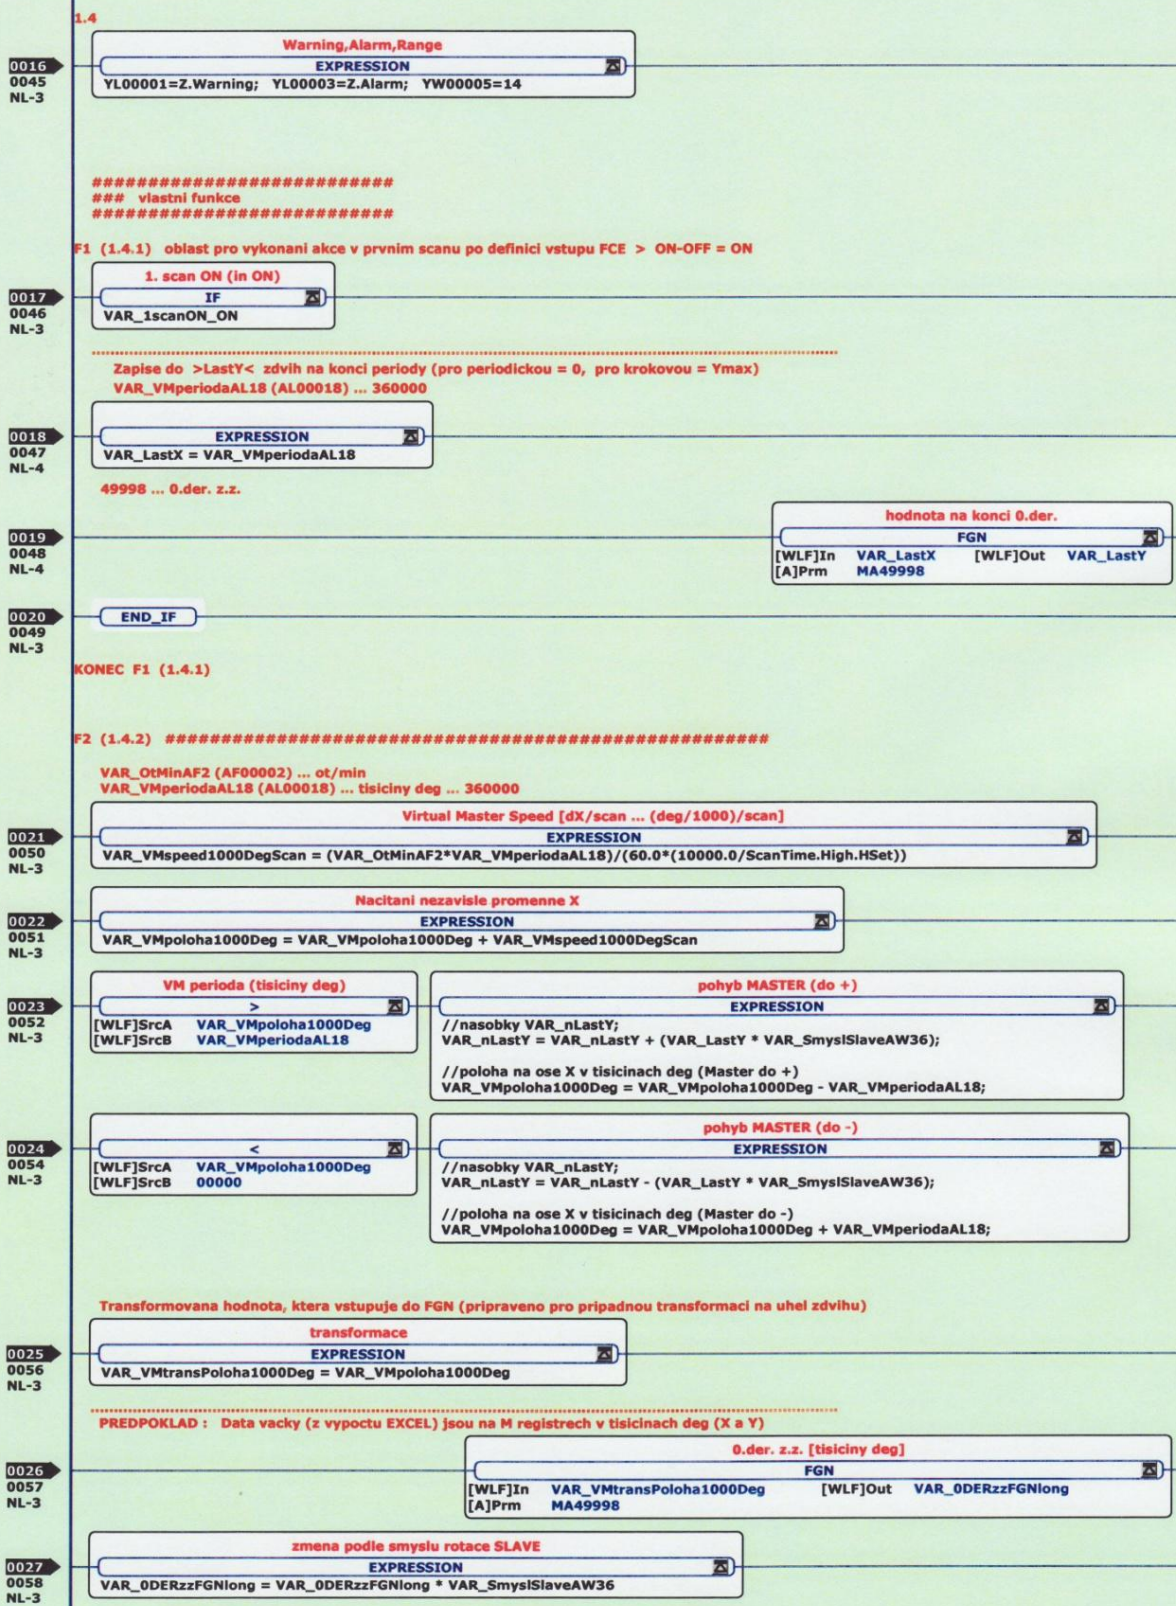 1.4
Warning,Alarm,Range
0016 EXPRESSION
0045 YL00001=Z.Warning; YL00003=Z.Alarm; YW00005=14
NL-3
###########################
### vlastni funkce
###########################
F1 (1.4.1) oblast pro vykonani akce v prvnim scanu po definici vstupu FCE > ON-OFF = ON
1. scan ON (in ON)
0017 IF
0046 VAR_1scanON_ON
NL-3
Zapise do >LastY< zdvih na konci periody (pro periodickou = 0, pro krokovou = Ymax)
VAR_VMperiodaAL18 (AL00018) ... 360000
0018 EXPRESSION
0047 VAR_LastX = VAR_VMperiodaAL18
NL-4
49998 ... 0.der. z.z.
hodnota na konci 0.der.
0019 FGN
0048 [WLF]In VAR_LastX [WLF]Out VAR_LastY
NL-4 [A]Prm MA49998
0020 END_IF
0049
NL-3
KONEC F1 (1.4.1)
F2 (1.4.2) ######################################################
VAR_OtMinAF2 (AF00002) ... ot/min
VAR_VMperiodaAL18 (AL00018) ... tisiciny deg ... 360000
Virtual Master Speed [dX/scan ... (deg/1000)/scan]
0021 EXPRESSION
0050 VAR_VMspeed1000DegScan = (VAR_OtMinAF2*VAR_VMperiodaAL18)/(60.0*(10000.0/ScanTime.High.HSet))
NL-3
Nacitani nezavisle promenne X
0022 EXPRESSION
0051 VAR_VMpoloha1000Deg = VAR_VMpoloha1000Deg + VAR_VMspeed1000DegScan
NL-3
VM perioda (tisiciny deg) pohyb MASTER (do +)
0023 > EXPRESSION
0052 [WLF]SrcA VAR_VMpoloha1000Deg //nasobky VAR_nLastY;
NL-3 [WLF]SrcB VAR_VMperiodaAL18 VAR_nLastY = VAR_nLastY + (VAR_LastY * VAR_SmyslSlaveAW36);
//poloha na ose X v tisicinach deg (Master do +)
VAR_VMpoloha1000Deg = VAR_VMpoloha1000Deg - VAR_VMperiodaAL18;
pohyb MASTER (do -)
0024 < EXPRESSION
0054 [WLF]SrcA VAR_VMpoloha1000Deg //nasobky VAR_nLastY;
NL-3 [WLF]SrcB 00000 VAR_nLastY = VAR_nLastY - (VAR_LastY * VAR_SmyslSlaveAW36);
//poloha na ose X v tisicinach deg (Master do -)
VAR_VMpoloha1000Deg = VAR_VMpoloha1000Deg + VAR_VMperiodaAL18;
Transformovana hodnota, ktera vstupuje do FGN (pripraveno pro pripadnou transformaci na uhel zdvihu)
transformace
0025 EXPRESSION
0056 VAR_VMtransPoloha1000Deg = VAR_VMpoloha1000Deg
NL-3
PREDPOKLAD : Data vacky (z vypoctu EXCEL) jsou na M registrech v tisicinach deg (X a Y)
0.der. z.z. [tisiciny deg]
0026 FGN
0057 [WLF]In VAR_VMtransPoloha1000Deg [WLF]Out VAR_0DERzzFGNlong
NL-3 [A]Prm MA49998
zmena podle smyslu rotace SLAVE
0027 EXPRESSION
0058 VAR_0DERzzFGNlong = VAR_0DERzzFGNlong * VAR_SmyslSlaveAW36
NL-3